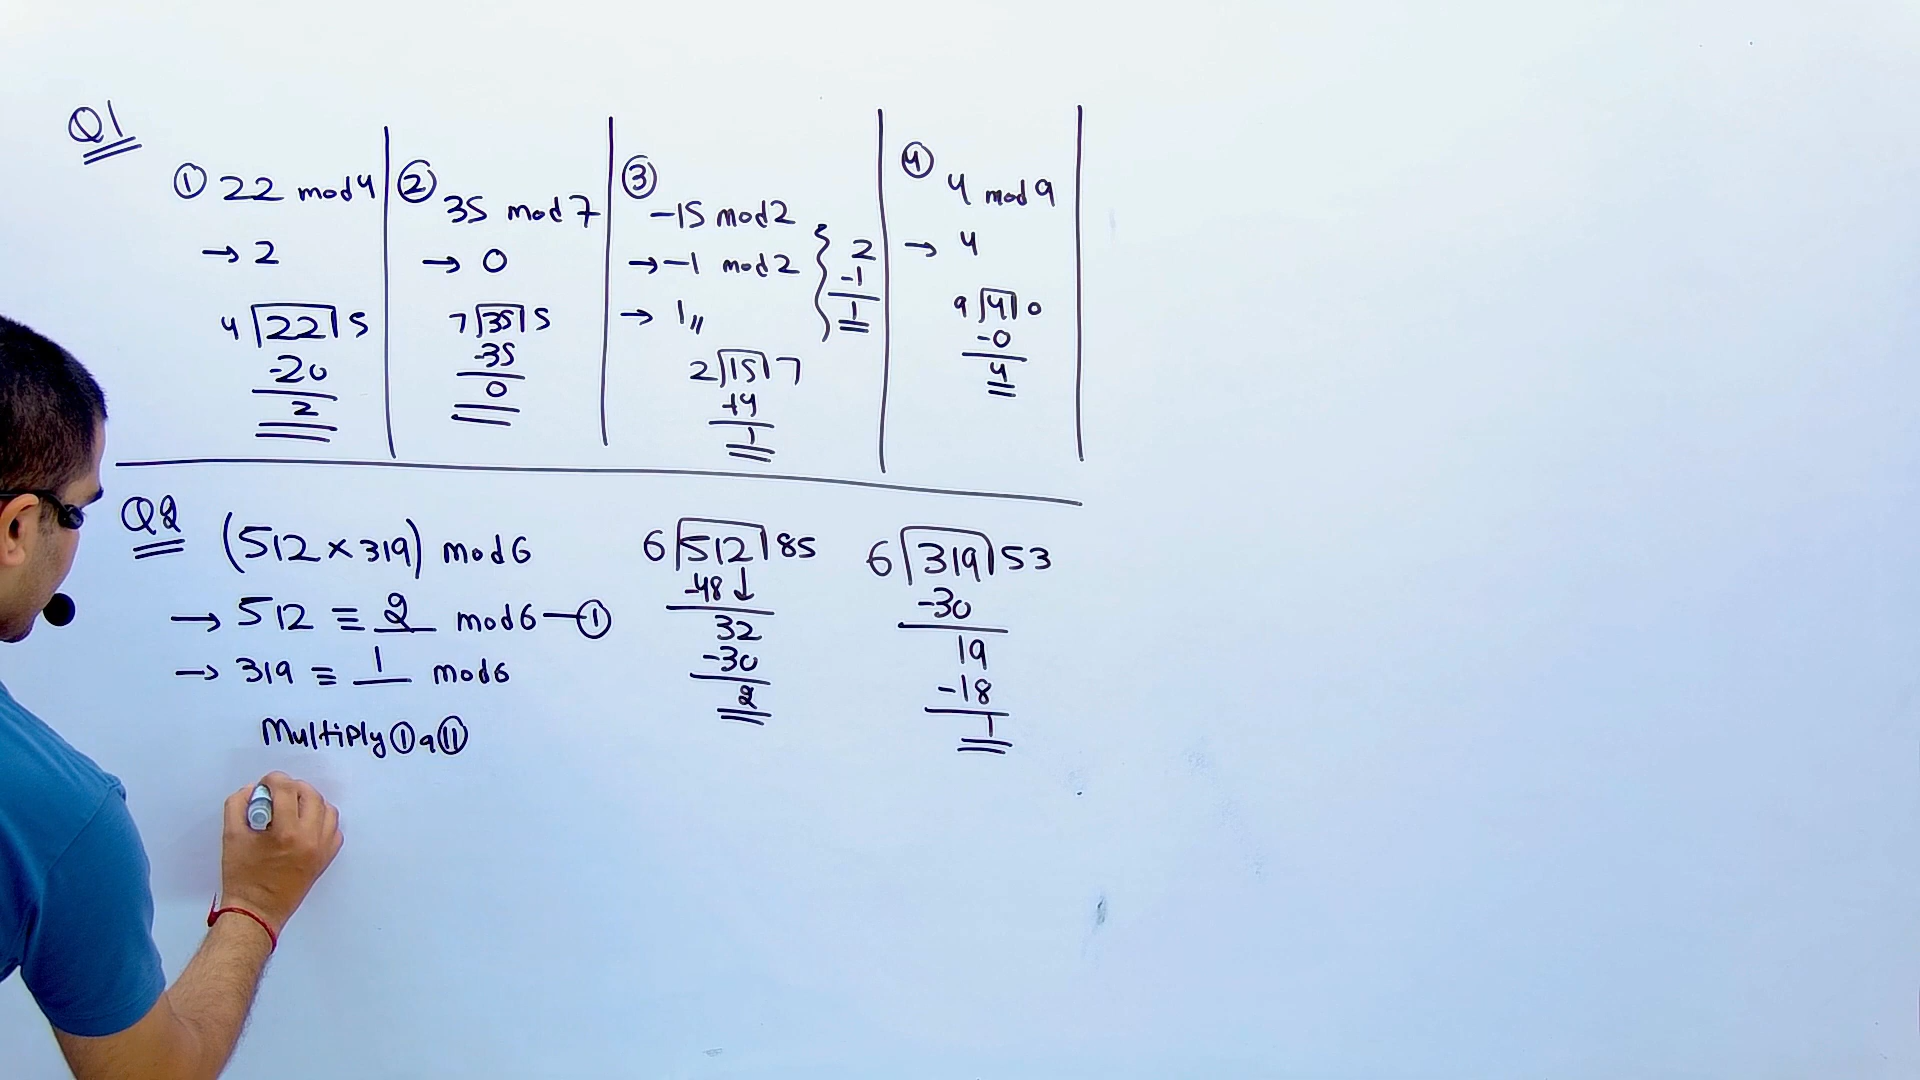 Q1
① 22 mod 4
→ 2
4 22 5
-20
2
② 35 mod 7
→ 0
7 35 5
-35
0
③
-15 mod 2
→ -1 mod 2
→ 1
2
-1
1
2 15 7
14
1
④
4 mod 9
→ 4
9 4 0
-0
4
Q2 (512 × 319) mod 6
→ 512 ≡ 2 mod 6 — ①
→ 319 ≡ 1 mod 6
Multiply ① & ⑪
6 512 85
-48 ↓
32
-30
2
6 319 53
-30
19
-18
1